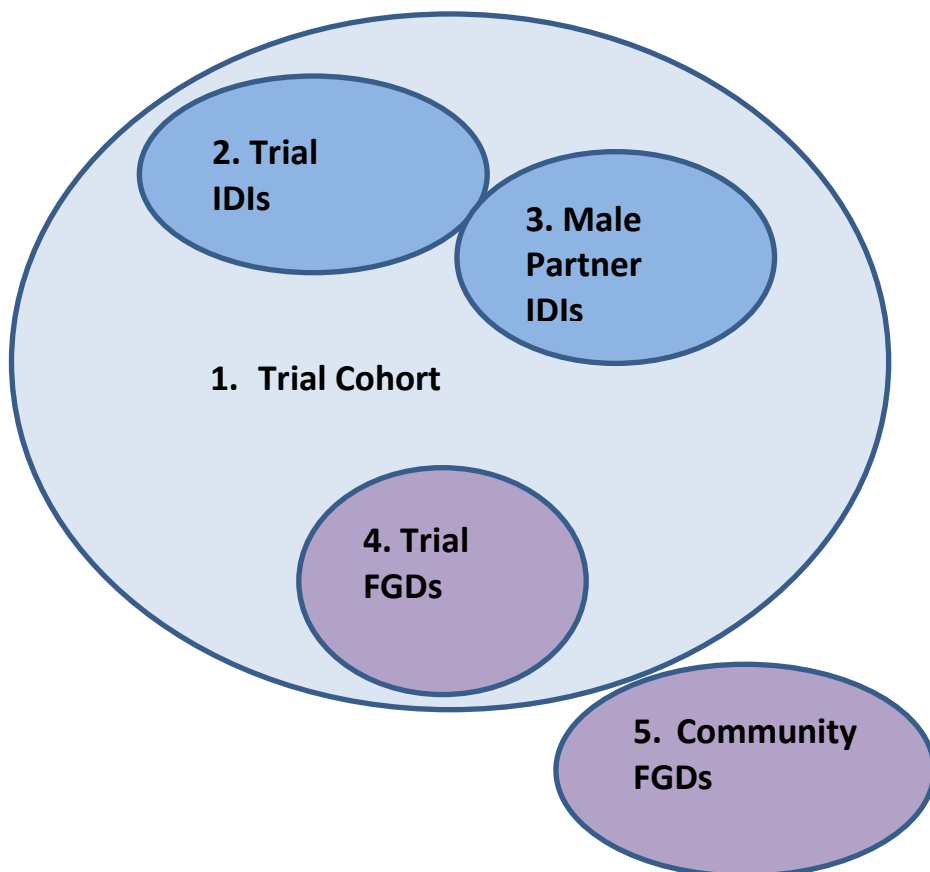 2. Trial
IDIs
3. Male
Partner
IDIs
1. Trial Cohort
4. Trial
FGDs
5. Community
FGDs